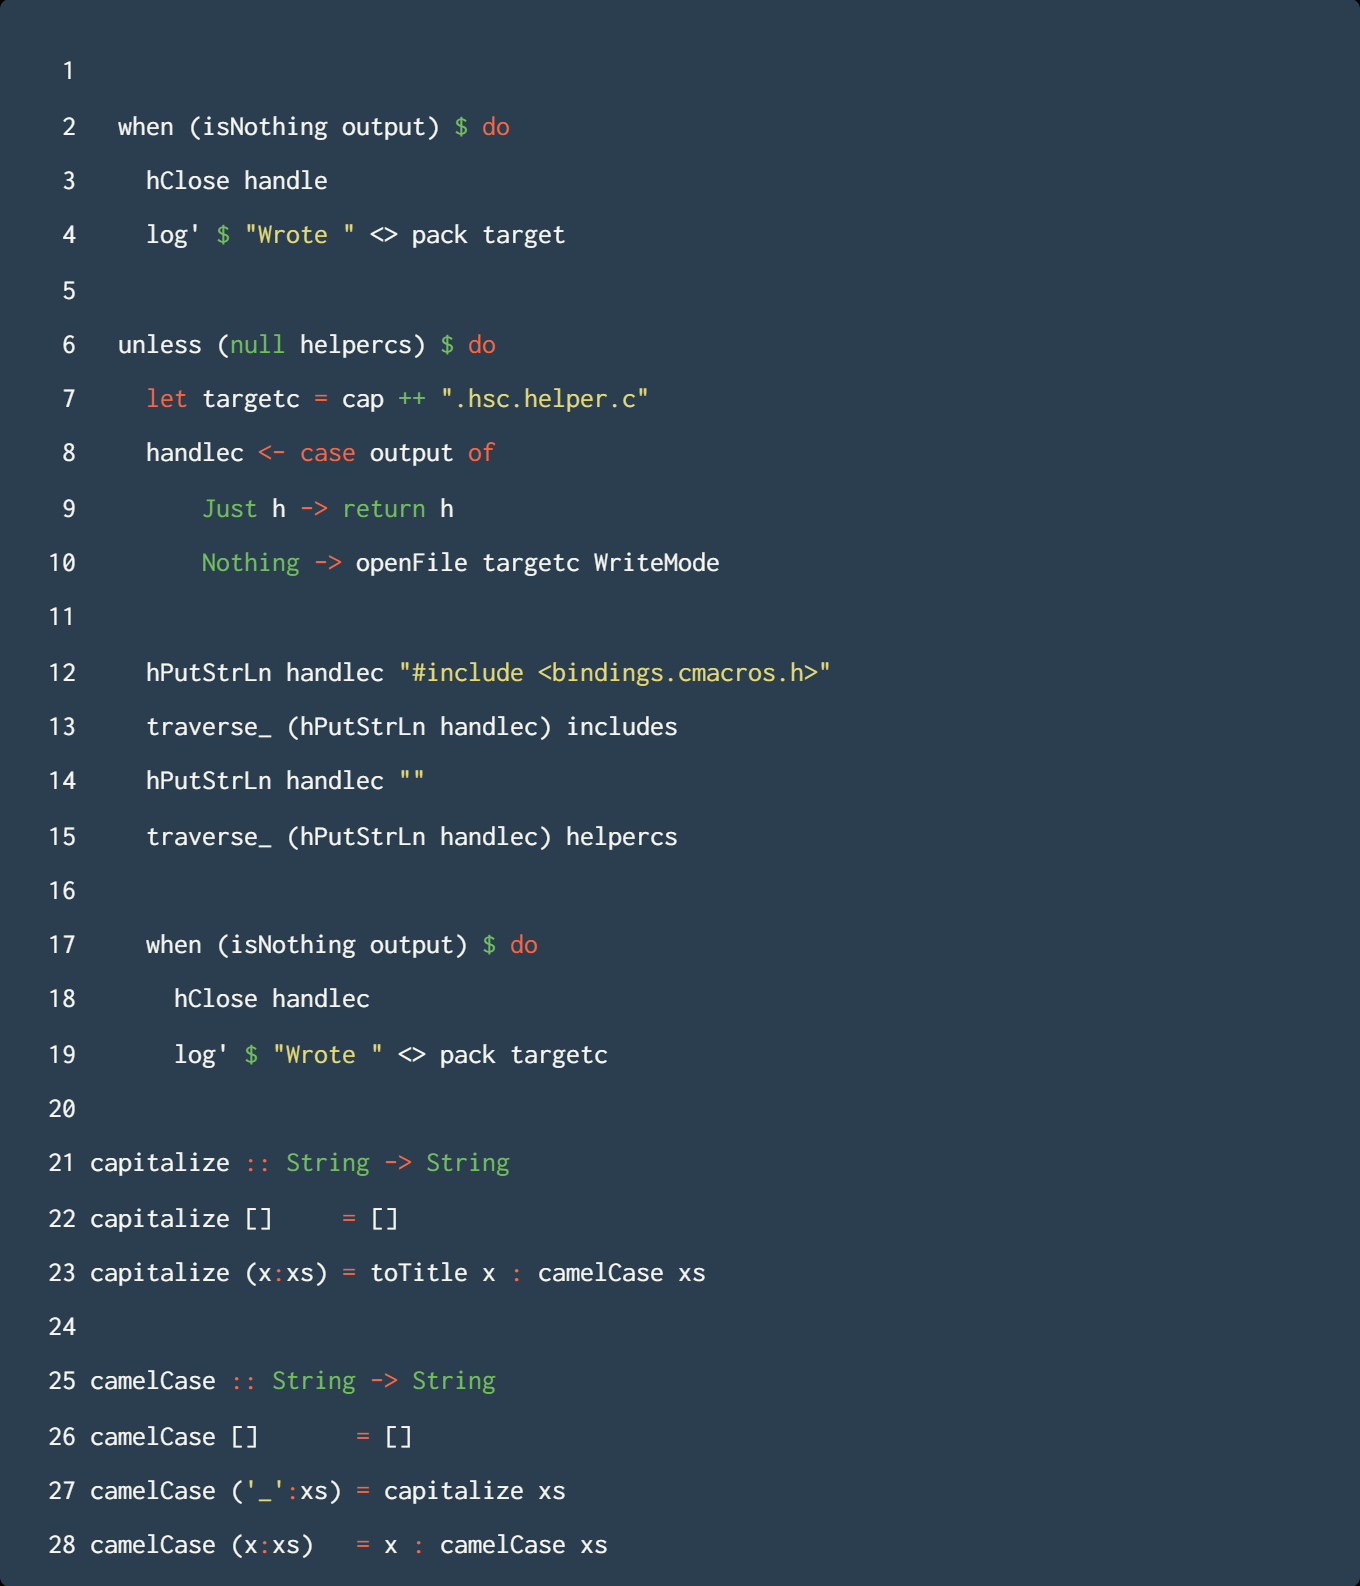 1
2   when (isNothing output) $ do
3     hClose handle
4     log' $ "Wrote " <> pack target
5
6   unless (null helpercs) $ do
7     let targetc = cap ++ ".hsc.helper.c"
8     handlec <- case output of
9         Just h -> return h
10         Nothing -> openFile targetc WriteMode
11
12     hPutStrLn handlec "#include <bindings.cmacros.h>"
13     traverse_ (hPutStrLn handlec) includes
14     hPutStrLn handlec ""
15     traverse_ (hPutStrLn handlec) helpercs
16
17     when (isNothing output) $ do
18       hClose handlec
19       log' $ "Wrote " <> pack targetc
20
21 capitalize :: String -> String
22 capitalize []     = []
23 capitalize (x:xs) = toTitle x : camelCase xs
24
25 camelCase :: String -> String
26 camelCase []       = []
27 camelCase ('_':xs) = capitalize xs
28 camelCase (x:xs)   = x : camelCase xs